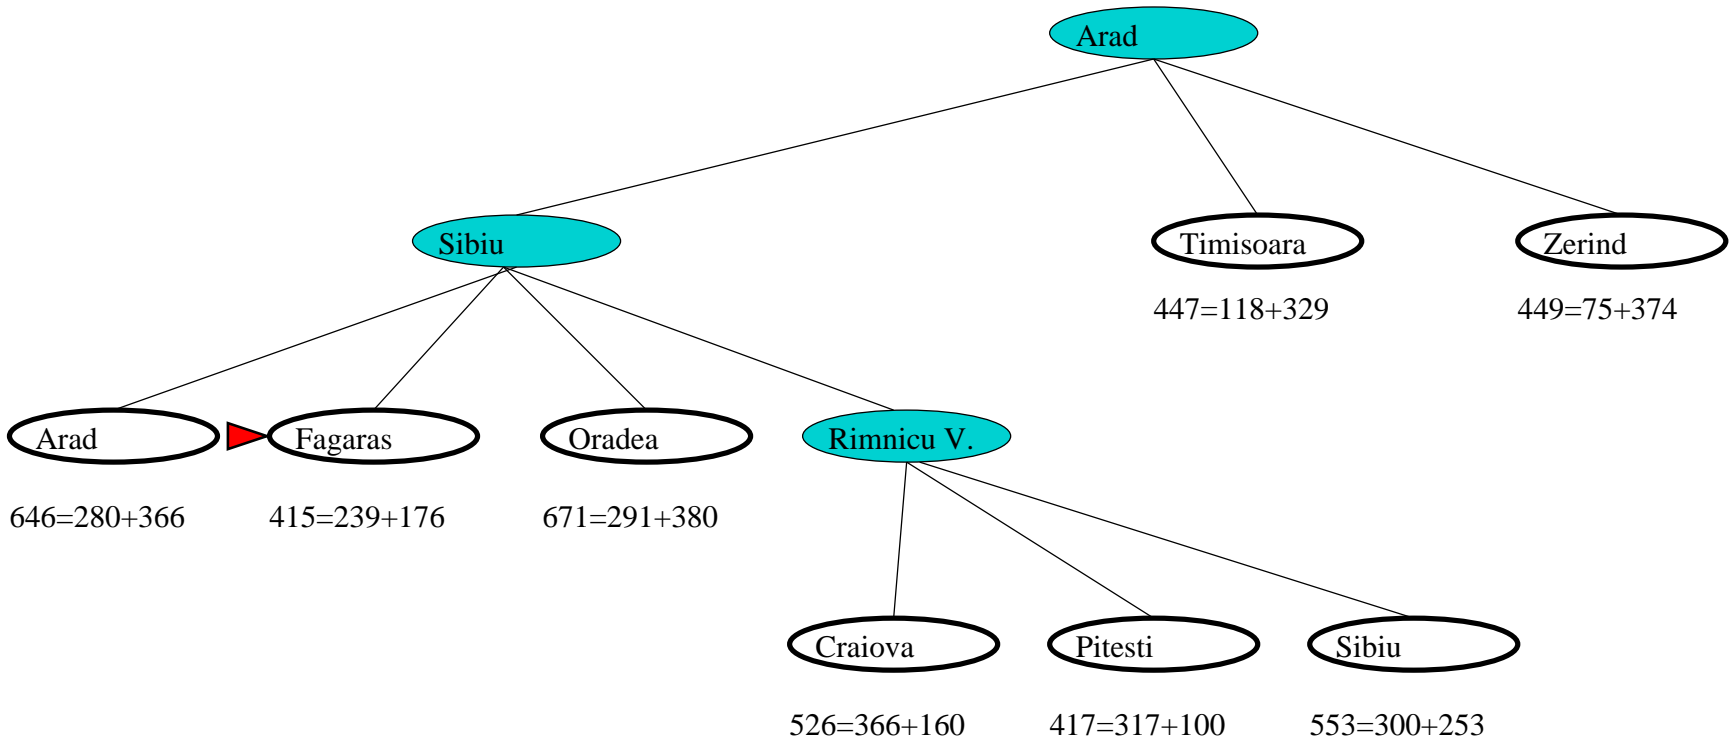 Arad
Sibiu
Timisoara
Zerind
447=118+329
449=75+374
Arad
Fagaras
Oradea
Rimnicu V.
646=280+366
415=239+176
671=291+380
Craiova
Pitesti
Sibiu
526=366+160
417=317+100
553=300+253